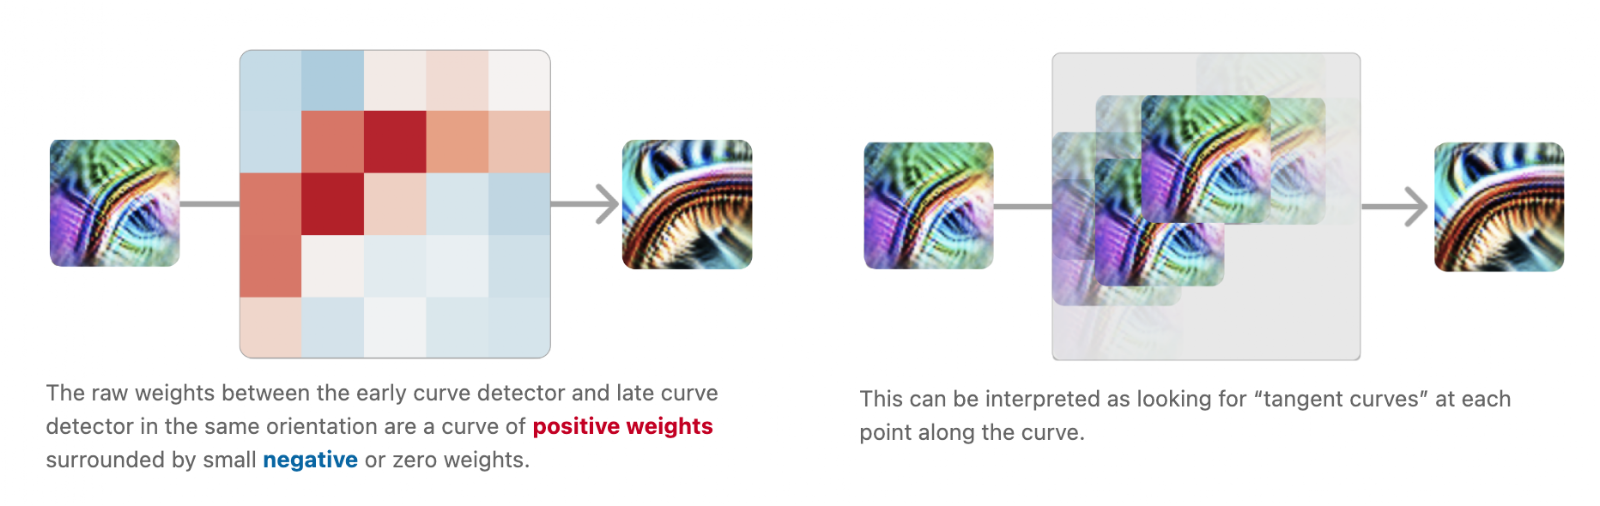 The raw weights between the early curve detector and late curve
detector in the same orientation are a curve of positive weights
surrounded by small negative or zero weights.
This can be interpreted as looking for “tangent curves” at each
point along the curve.